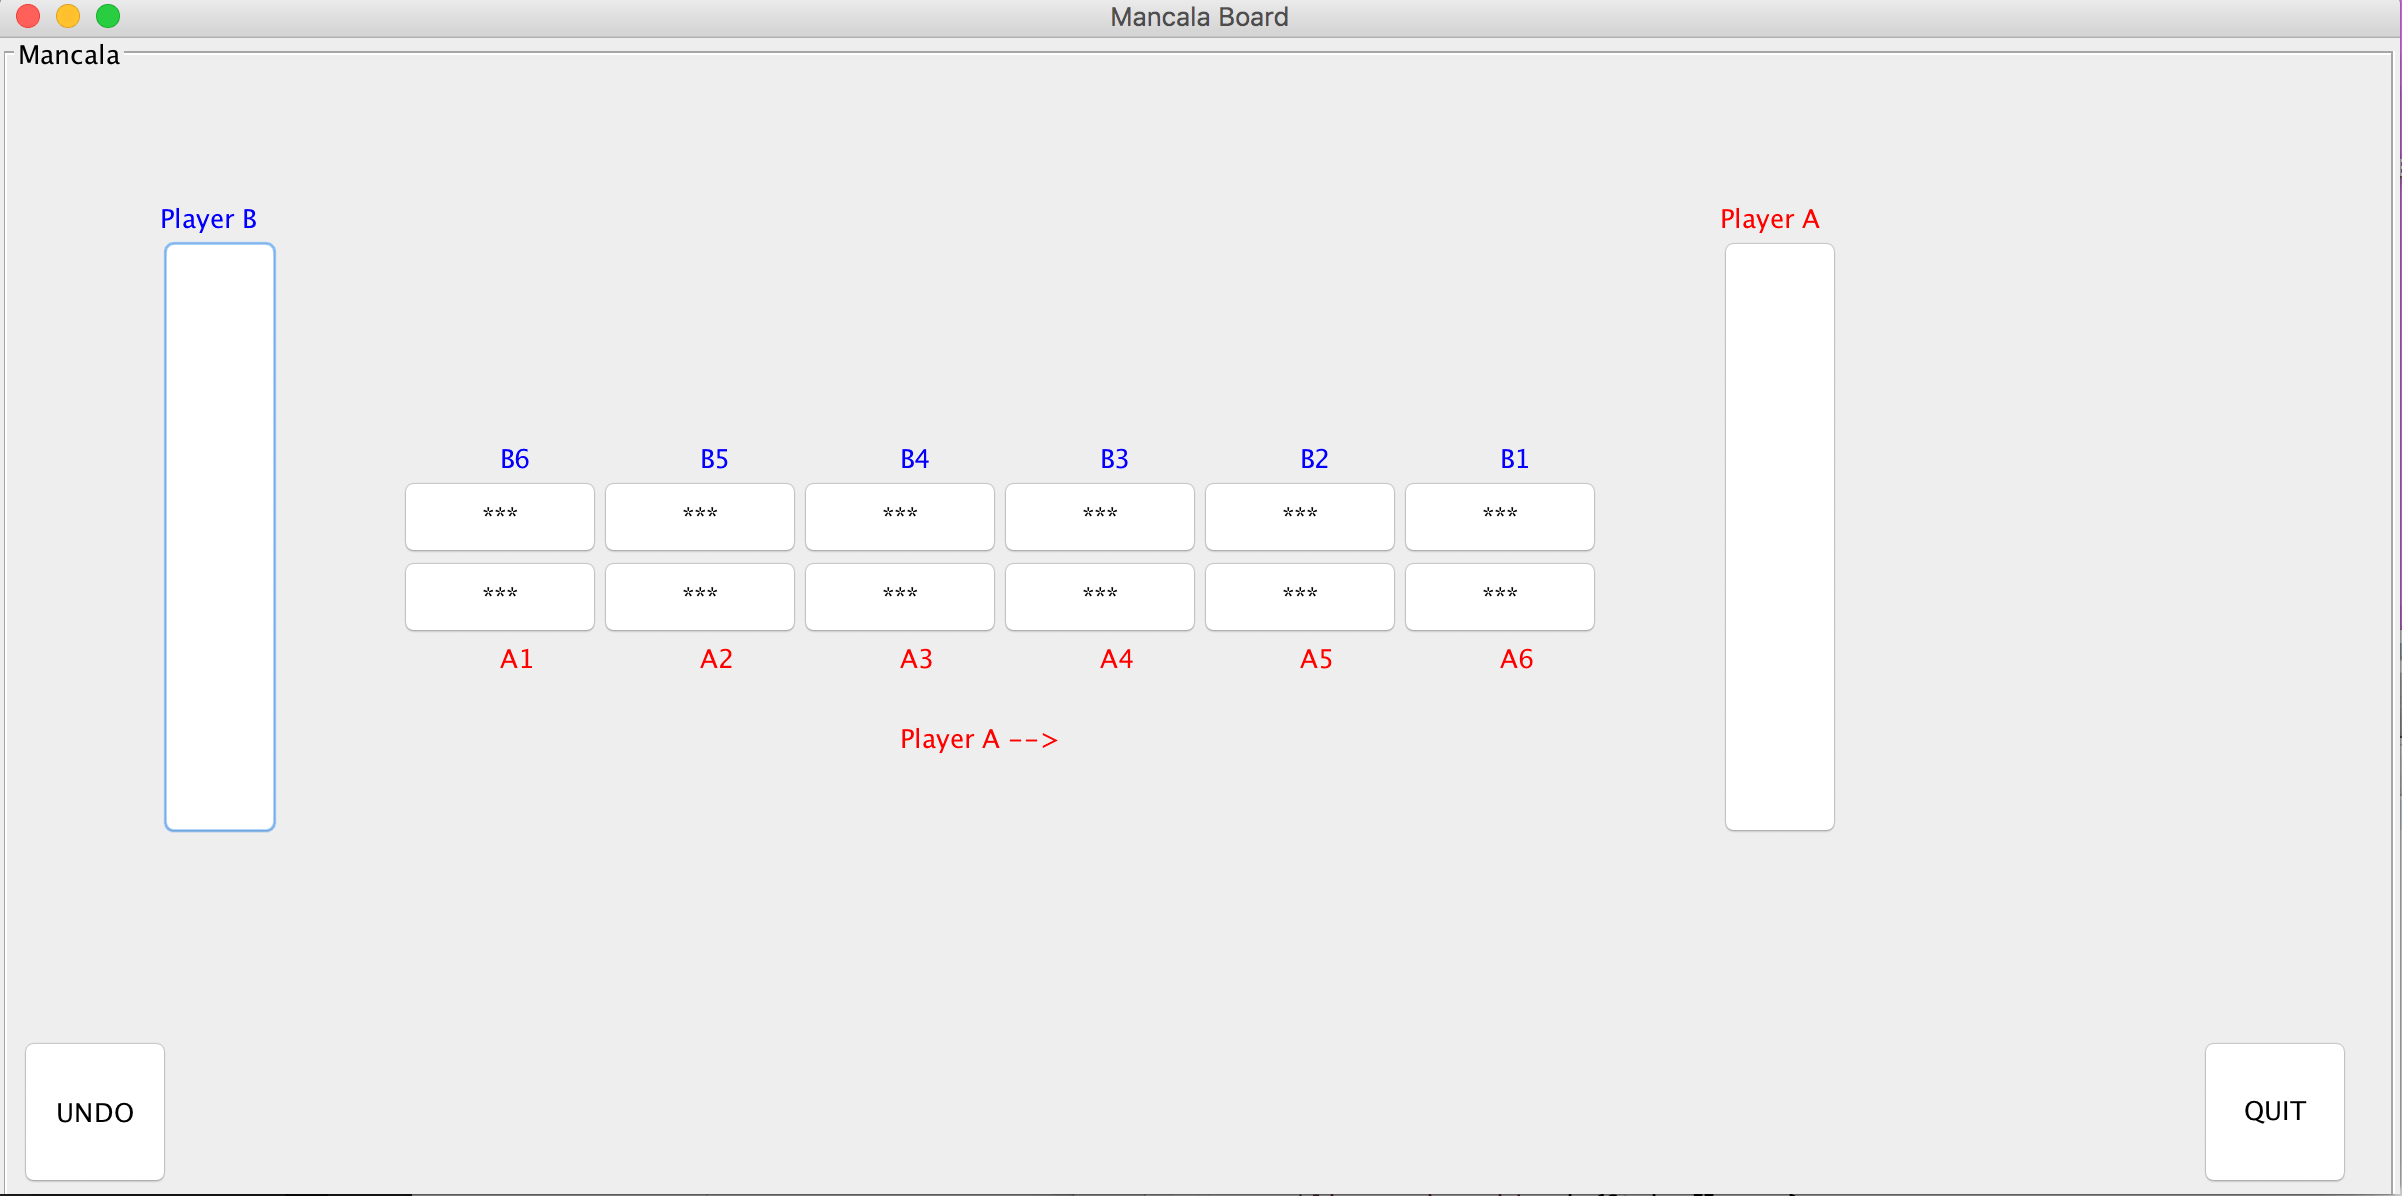 Mancala Board
Mancala
Player B Player A
B6 B5 B4 B3 B2 B1
*** *** *** *** *** ***
*** *** *** *** *** ***
A1 A2 A3 A4 A5 A6
Player A -->
UNDO QUIT